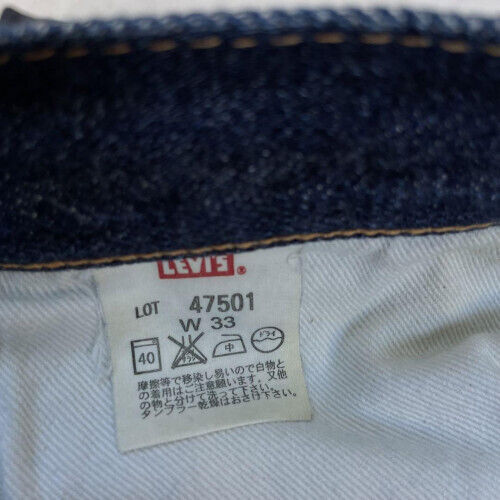 LEVIS®
LOT 47501
W 33
40 中 ドライ
摩擦等で移染し易いので白物と
の着用はご注意願います。又他
の物と分けて洗って下さい。
タンブラー乾燥はお避け下さい。